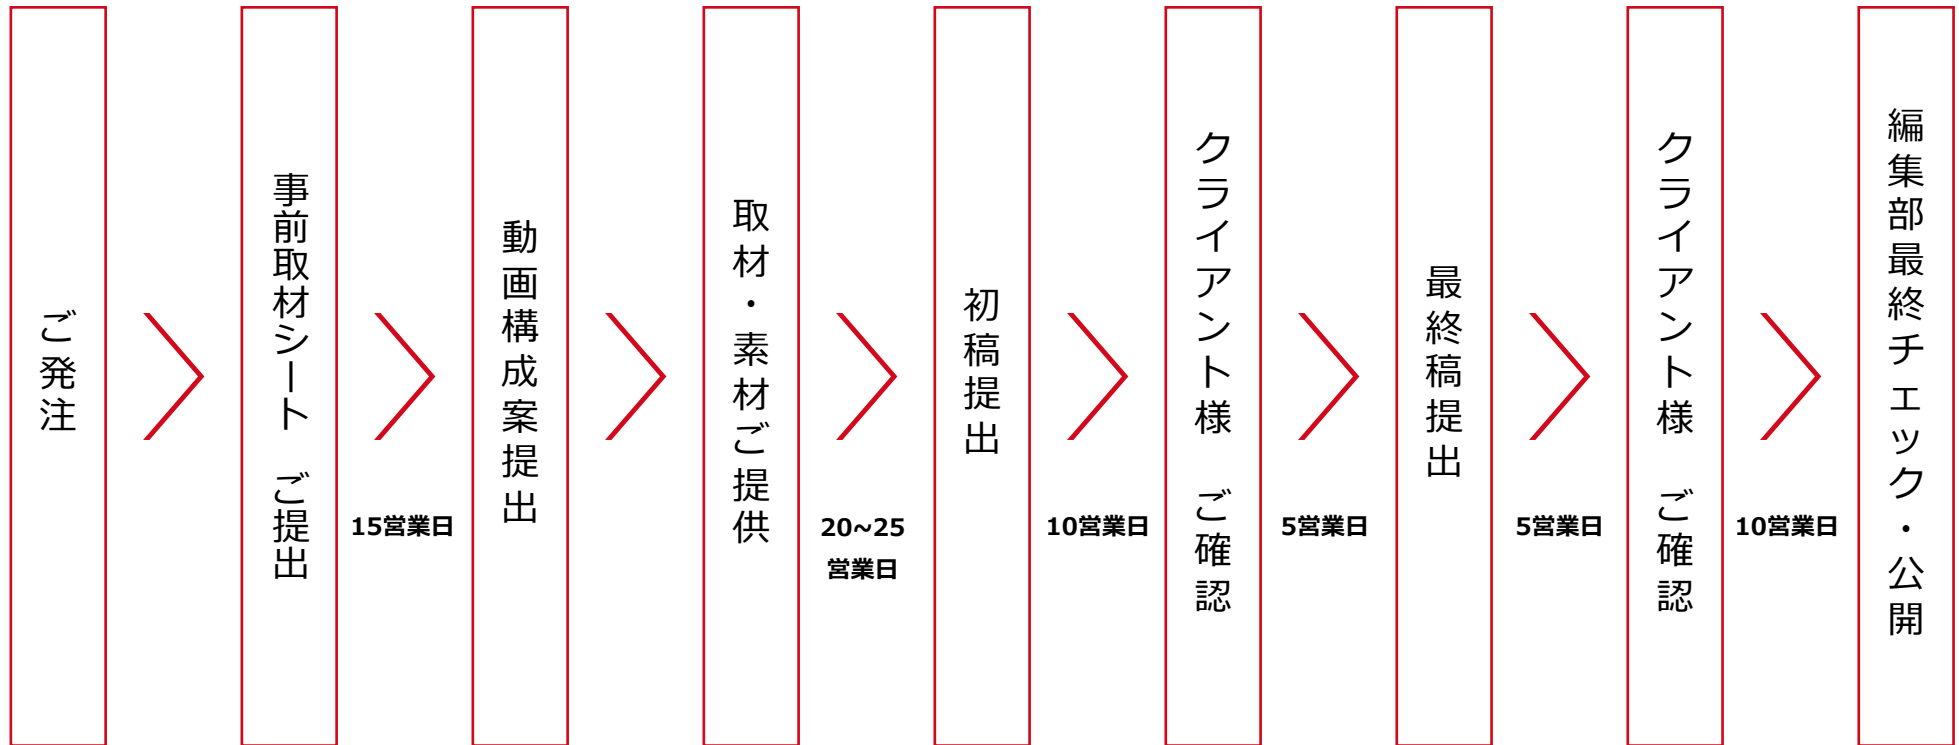 ご発注
事前取材シート　ご提出
15営業日
動画構成案提出
取材・素材ご提供
20~25
営業日
初稿提出
10営業日
クライアント様　ご確認
5営業日
最終稿提出
5営業日
クライアント様　ご確認
10営業日
編集部最終チェック・公開